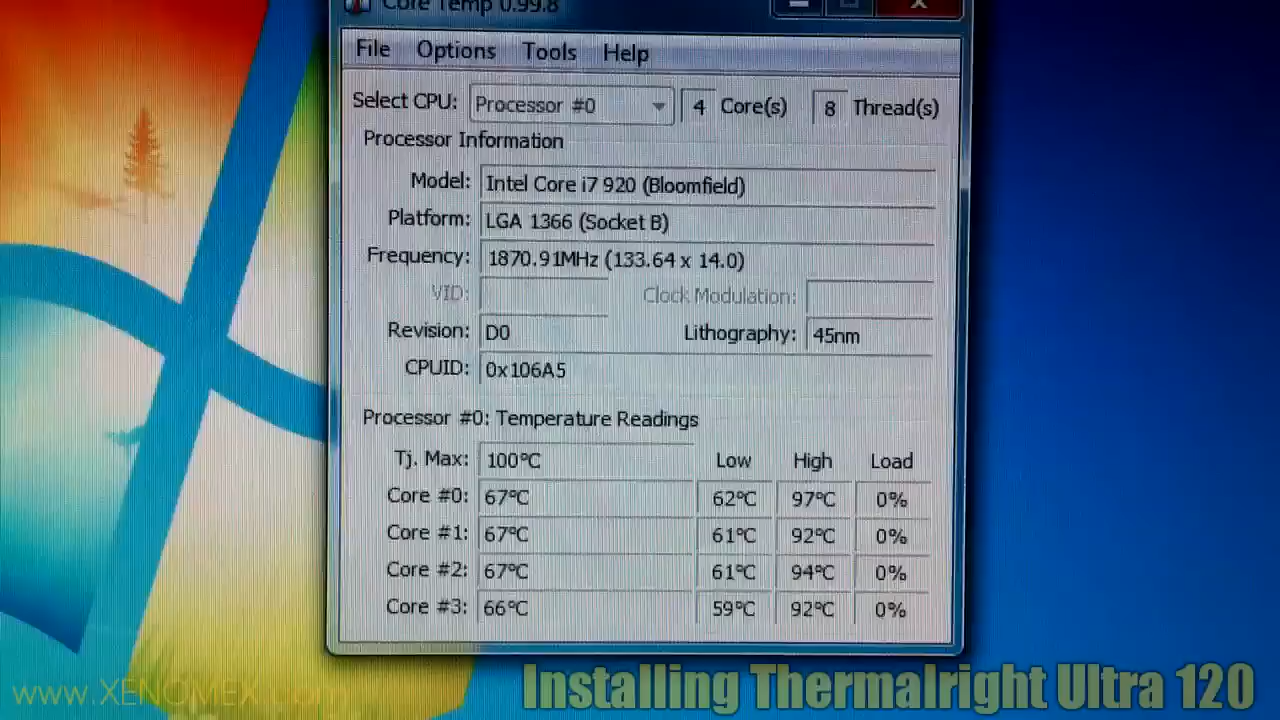 Core Temp 0.99.8
File Options Tools Help
Select CPU: Processor #0 4 Core(s) 8 Thread(s)
Processor Information
Model: Intel Core i7 920 (Bloomfield)
Platform: LGA 1366 (Socket B)
Frequency: 1870.91MHz (133.64 x 14.0)
VID: Clock Modulation:
Revision: D0 Lithography: 45nm
CPUID: 0x106A5
Processor #0: Temperature Readings
Tj. Max: 100°C Low High Load
Core #0: 67°C 62°C 97°C 0%
Core #1: 67°C 61°C 92°C 0%
Core #2: 67°C 61°C 94°C 0%
Core #3: 66°C 59°C 92°C 0%
www.XENOMEX.com
Installing Thermalright Ultra 120